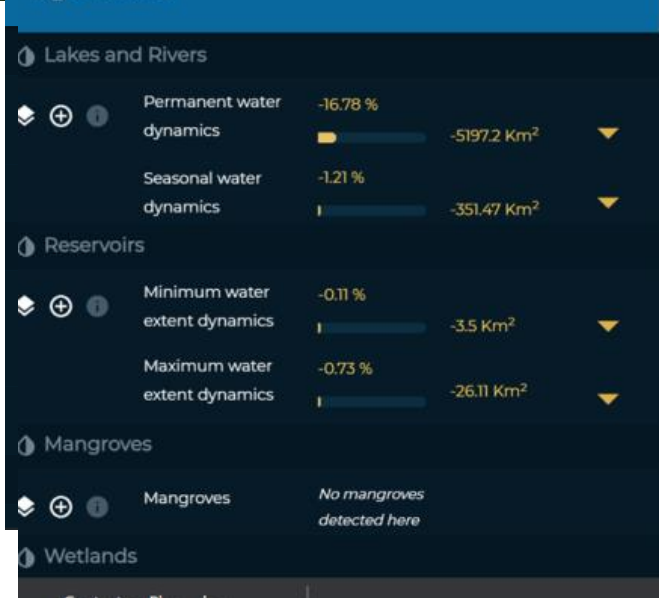 Lakes and Rivers
Permanent water
dynamics
-16.78 %
-5197.2 Km²
Seasonal water
dynamics
-1.21 %
-351.47 Km²
Reservoirs
Minimum water
extent dynamics
-0.11 %
-3.5 Km²
Maximum water
extent dynamics
-0.73 %
-26.11 Km²
Mangroves
Mangroves
No mangroves
detected here
Wetlands